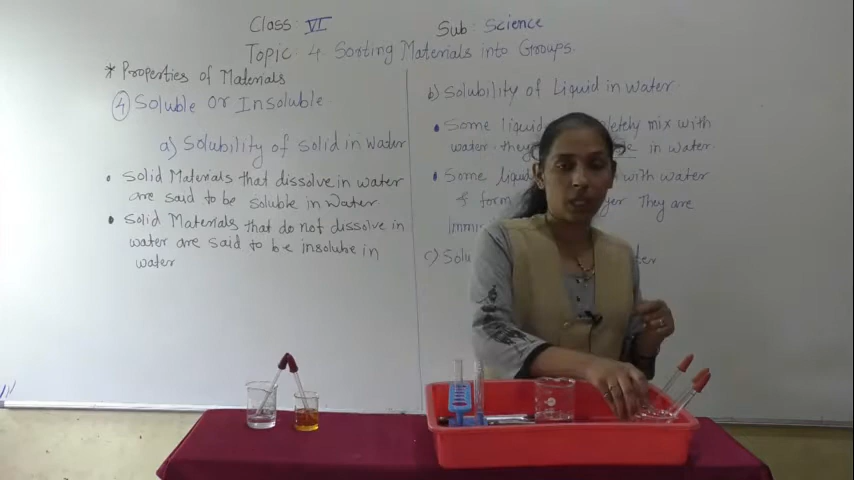 Class: VI Sub: Science
Topic: 4. Sorting Materials into Groups.
* Properties of Materials
④ Soluble or Insoluble
a) Solubility of Solid in Water
• Solid Materials that dissolve in water
are said to be soluble in water
• Solid Materials that do not dissolve in
water are said to be insoluble in
water
b) Solubility of Liquid in water
• Some mix with
water. they in water.
• Some with water
& form They are
c)